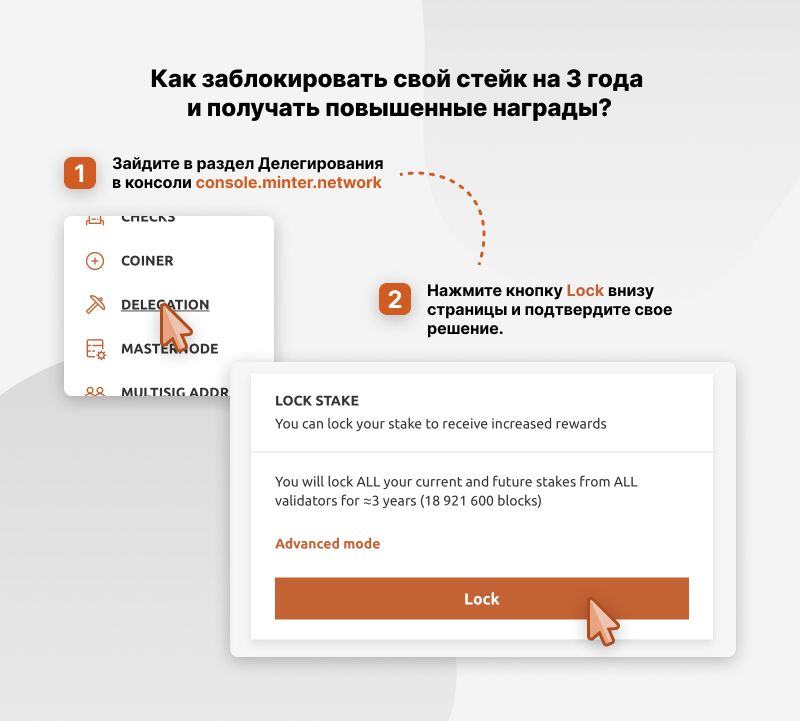 Как заблокировать свой стейк на 3 года
и получать повышенные награды?
1
Зайдите в раздел Делегирования
в консоли console.minter.network
CHECKS
COINER
DELEGATION
MASTERNODE
MULTISIG ADDR
2
Нажмите кнопку Lock внизу
страницы и подтвердите свое
решение.
LOCK STAKE
You can lock your stake to receive increased rewards
You will lock ALL your current and future stakes from ALL
validators for ≈3 years (18 921 600 blocks)
Advanced mode
Lock